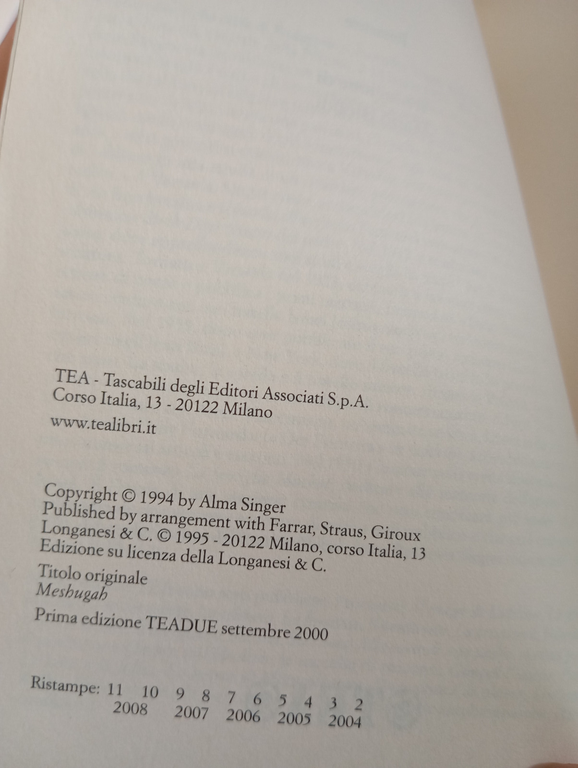 TEA - Tascabili degli Editori Associati S.p.A.
Corso Italia, 13 - 20122 Milano
www.tealibri.it
Copyright © 1994 by Alma Singer
Published by arrangement with Farrar, Straus, Giroux
Longanesi & C. © 1995 - 20122 Milano, corso Italia, 13
Edizione su licenza della Longanesi & C.
Titolo originale
Meshugah
Prima edizione TEADUE settembre 2000
Ristampe: 11 10 9 8 7 6 5 4 3 2
2008 2007 2006 2005 2004